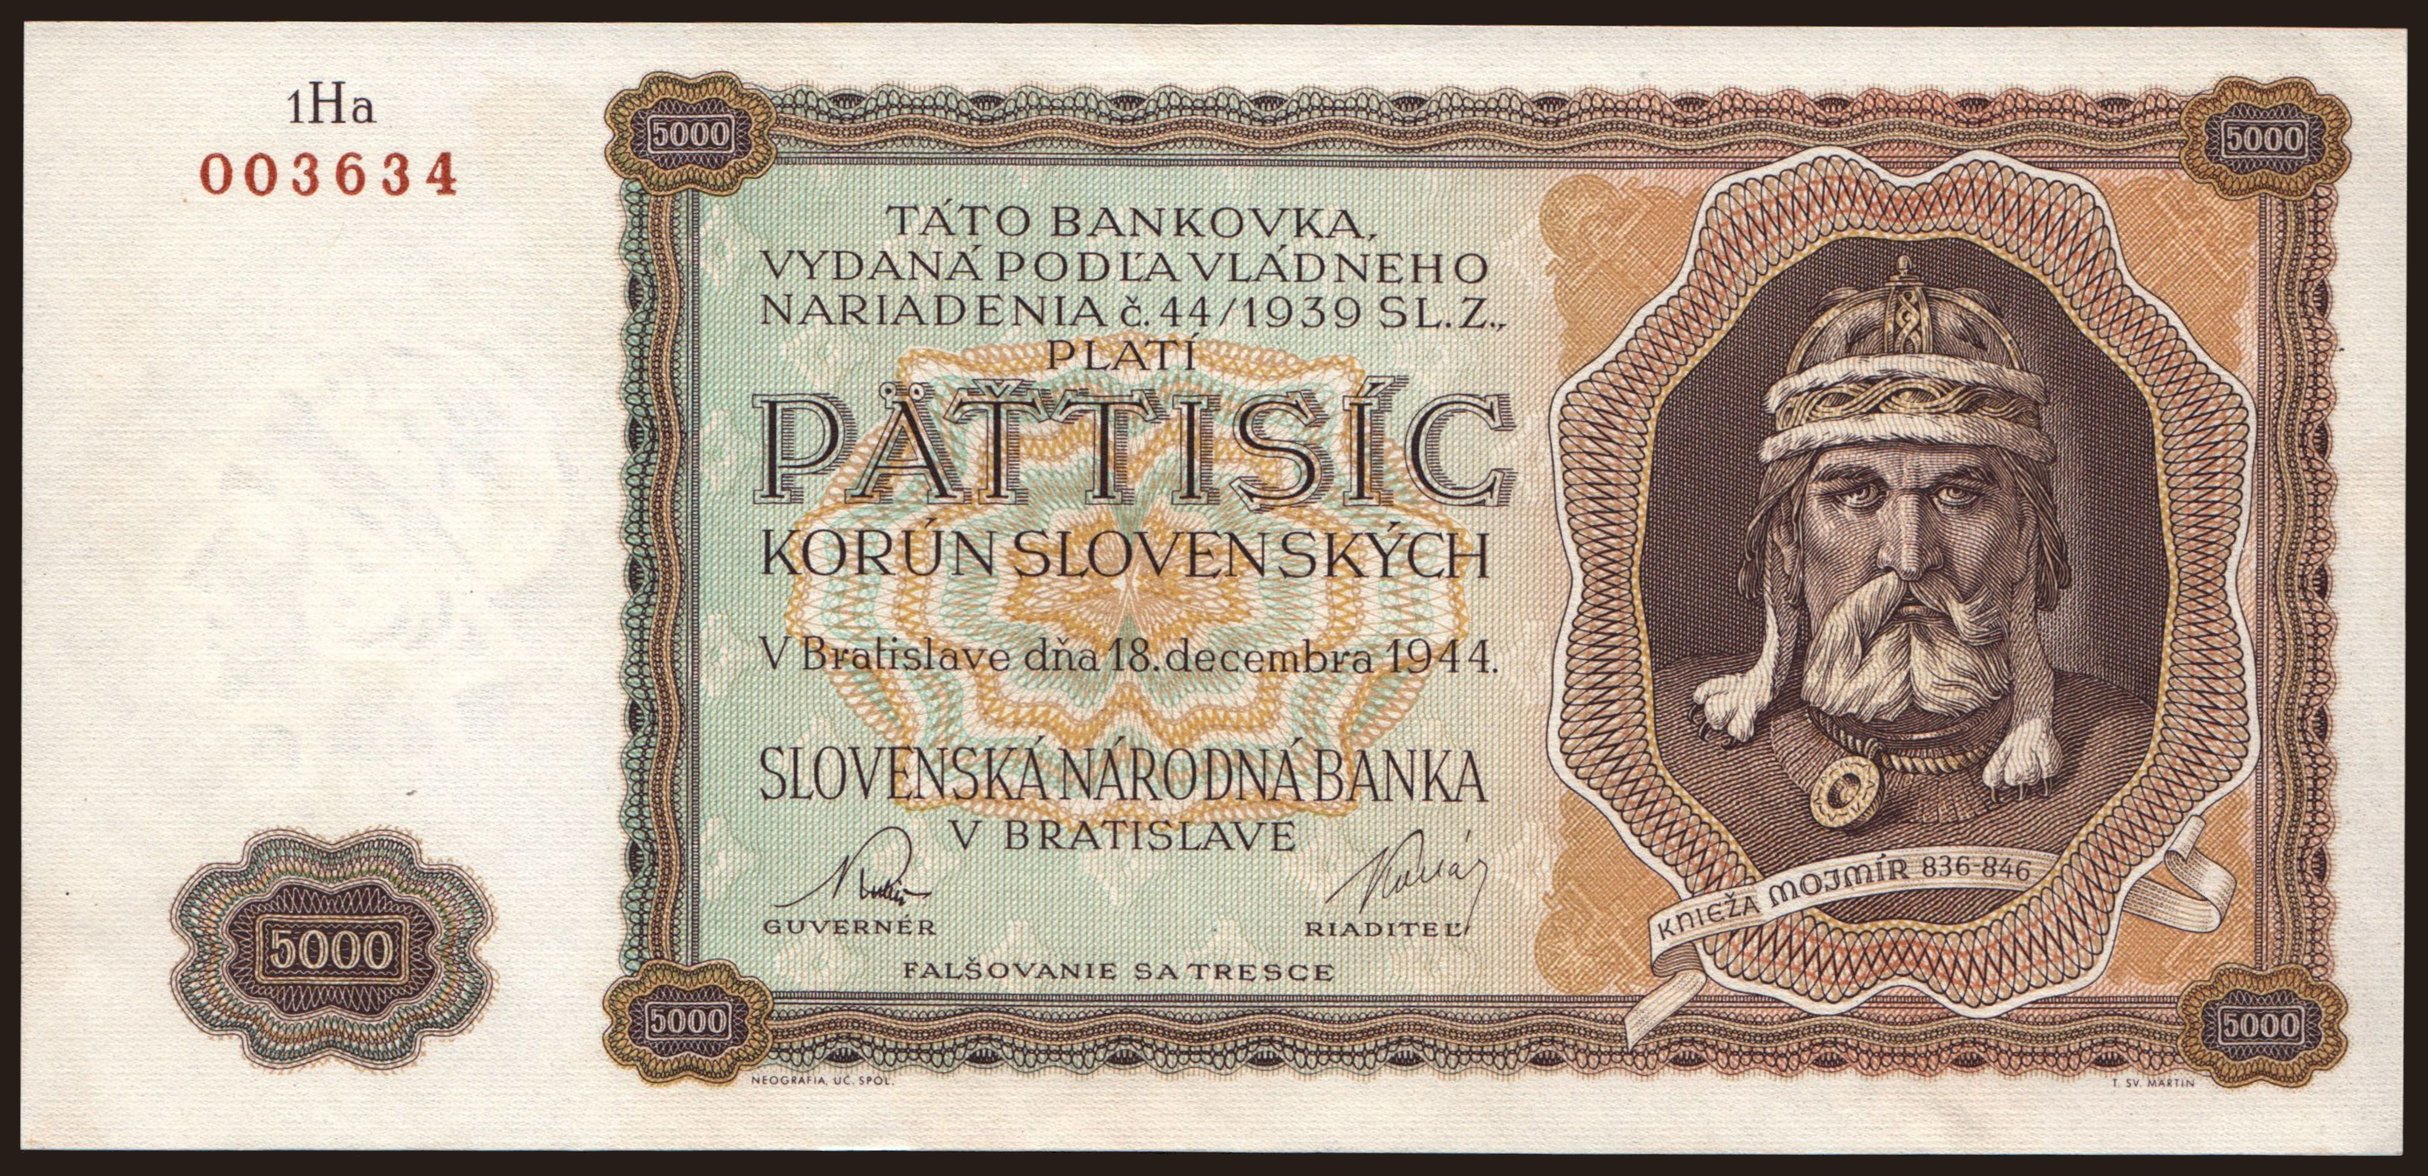 1Ha
003634
5000
5000
TÁTO BANKOVKA,
VYDANÁ PODĽA VLÁDNEHO
NARIADENIA č. 44/1939 SL. Z.,
PLATÍ
PÄŤTISÍC
KORÚN SLOVENSKÝCH
V Bratislave dňa 18. decembra 1944.
SLOVENSKÁ NÁRODNÁ BANKA
V BRATISLAVE
GUVERNÉR
RIADITEĽ
FALŠOVANIE SA TRESCE
KNIEŽA MOJMÍR 836-846
5000
5000
5000
NEOGRAFIA, UČ. SPOL.
T. SV. MARTIN